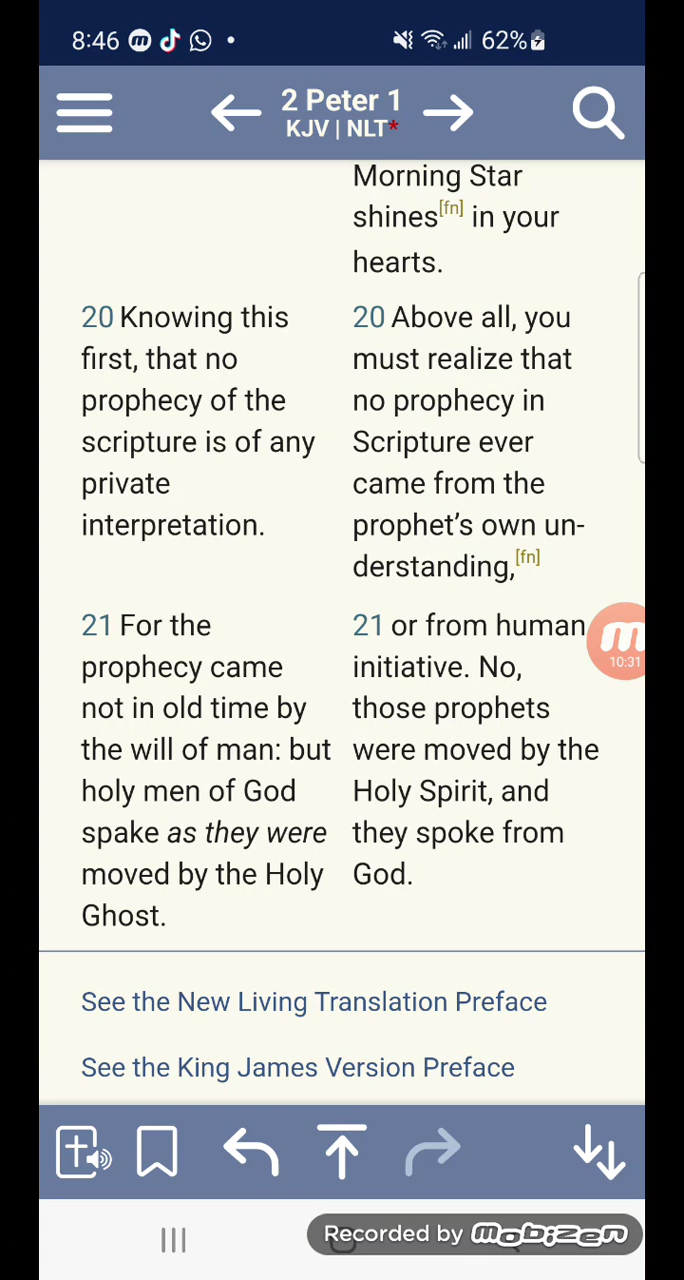 8:46
62%
2 Peter 1
KJV | NLT*
Morning Star
shines[fn] in your
hearts.
20 Knowing this
first, that no
prophecy of the
scripture is of any
private
interpretation.
20 Above all, you
must realize that
no prophecy in
Scripture ever
came from the
prophet’s own un-
derstanding,[fn]
21 For the
prophecy came
not in old time by
the will of man: but
holy men of God
spake as they were
moved by the Holy
Ghost.
21 or from human
initiative. No,
those prophets
were moved by the
Holy Spirit, and
they spoke from
God.
10:31
See the New Living Translation Preface
See the King James Version Preface
Recorded by mobizen